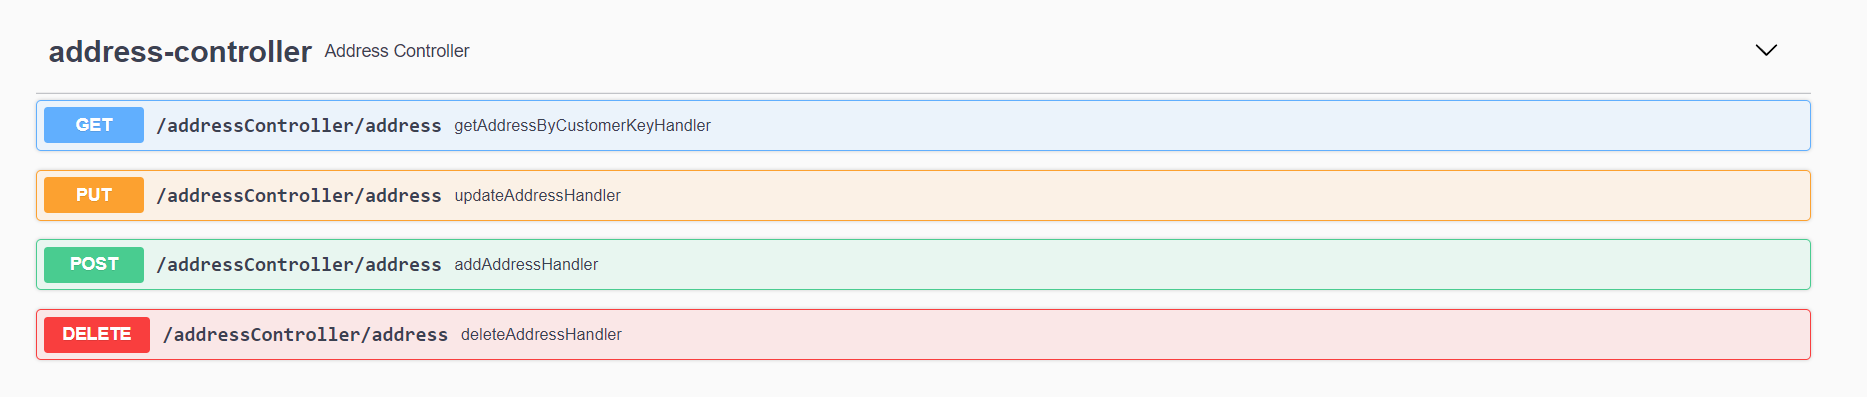 address-controller Address Controller
GET /addressController/address getAddressByCustomerKeyHandler
PUT /addressController/address updateAddressHandler
POST /addressController/address addAddressHandler
DELETE /addressController/address deleteAddressHandler